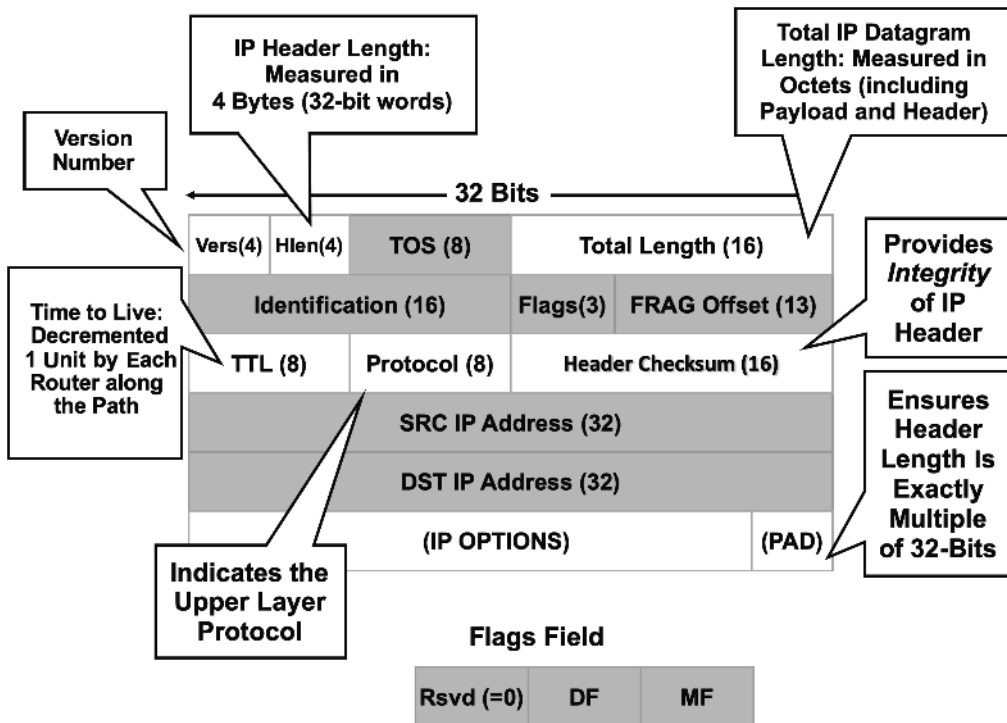 IP Header Length:
Measured in
4 Bytes (32-bit words)
Total IP Datagram
Length: Measured in
Octets (including
Payload and Header)
Version
Number
32 Bits
Vers(4) Hlen(4) TOS (8) Total Length (16)
Provides
Integrity
of IP
Header
Identification (16) Flags(3) FRAG Offset (13)
Time to Live:
Decremented
1 Unit by Each
Router along
the Path
TTL (8) Protocol (8) Header Checksum (16)
SRC IP Address (32)
DST IP Address (32)
Ensures
Header
Length Is
Exactly
Multiple
of 32-Bits
(IP OPTIONS) (PAD)
Indicates the
Upper Layer
Protocol
Flags Field
Rsvd (=0) DF MF